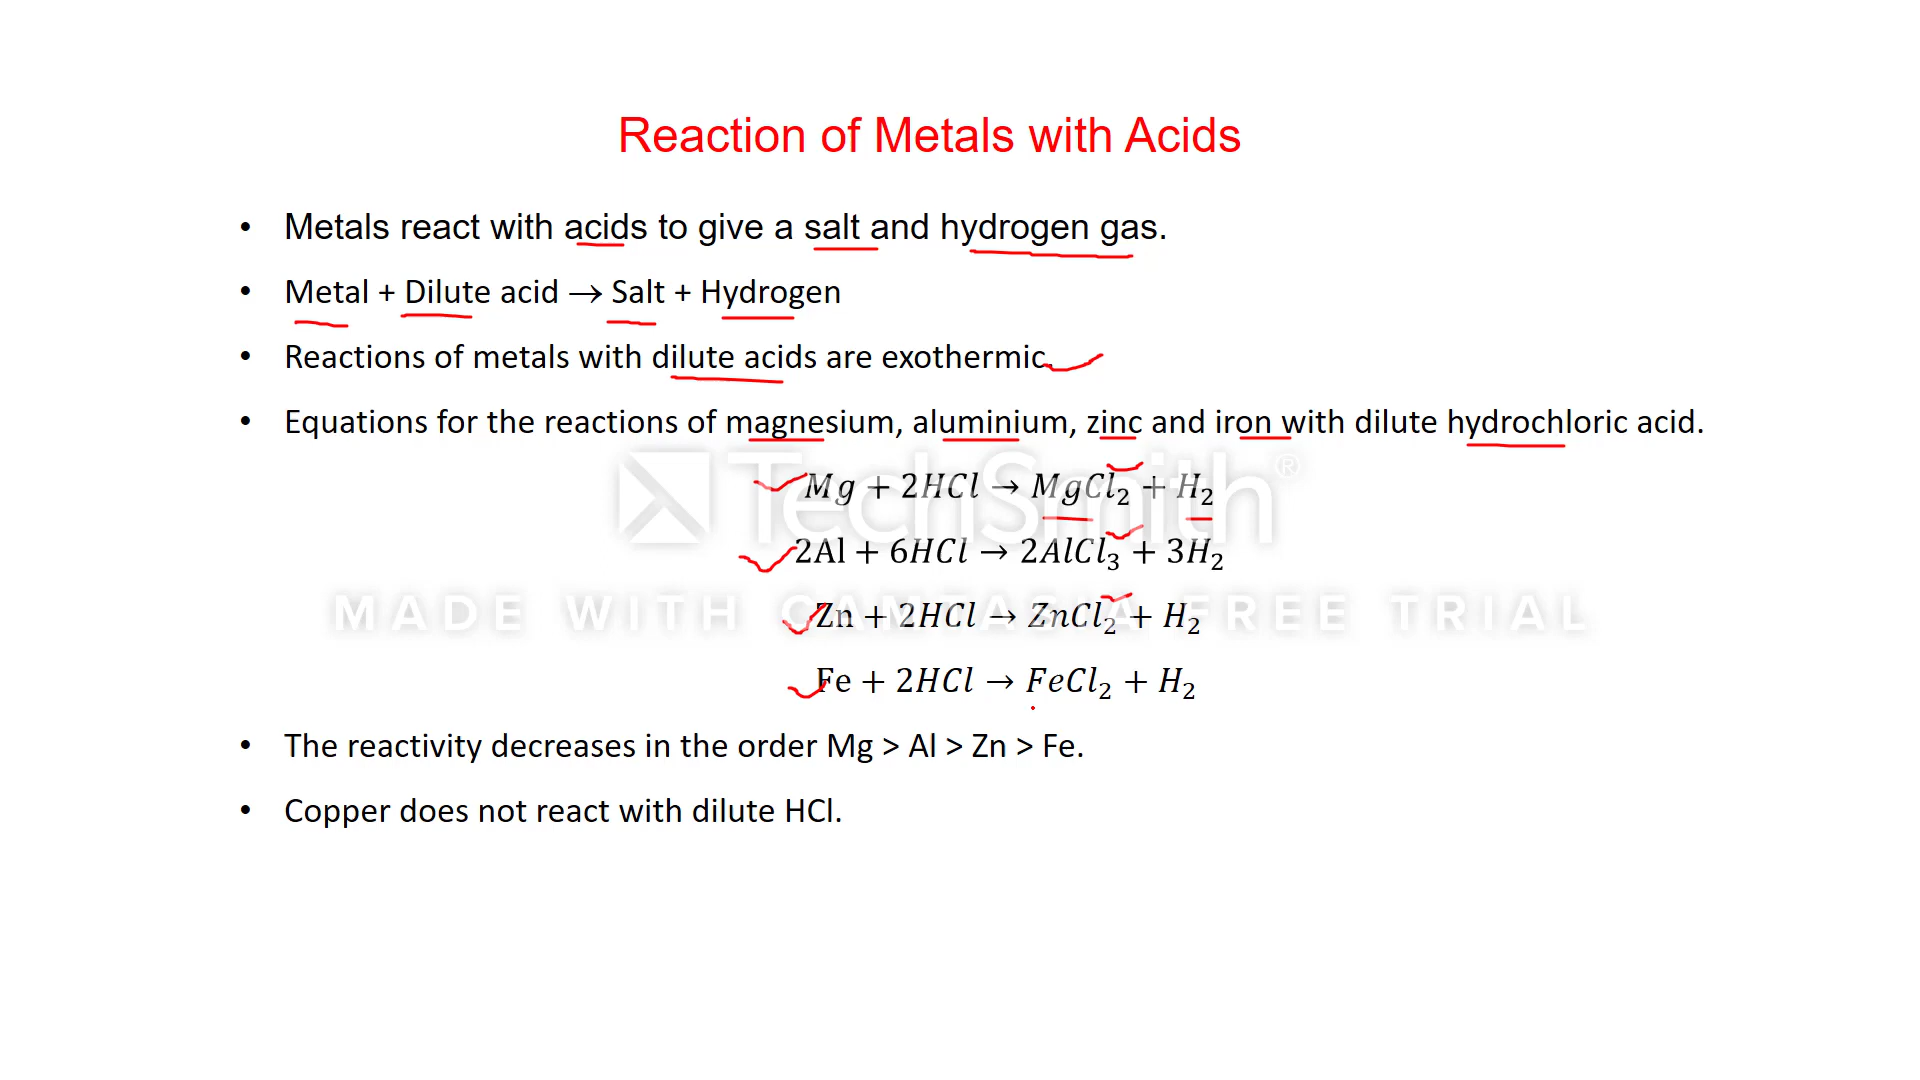 Reaction of Metals with Acids
• Metals react with acids to give a salt and hydrogen gas.
• Metal + Dilute acid → Salt + Hydrogen
• Reactions of metals with dilute acids are exothermic.
• Equations for the reactions of magnesium, aluminium, zinc and iron with dilute hydrochloric acid.
TechSmith®
Mg + 2HCl → MgCl₂ + H₂
2Al + 6HCl → 2AlCl₃ + 3H₂
MADE WITH CAMTASIA FREE TRIAL
Zn + 2HCl → ZnCl₂ + H₂
Fe + 2HCl → FeCl₂ + H₂
• The reactivity decreases in the order Mg > Al > Zn > Fe.
• Copper does not react with dilute HCl.